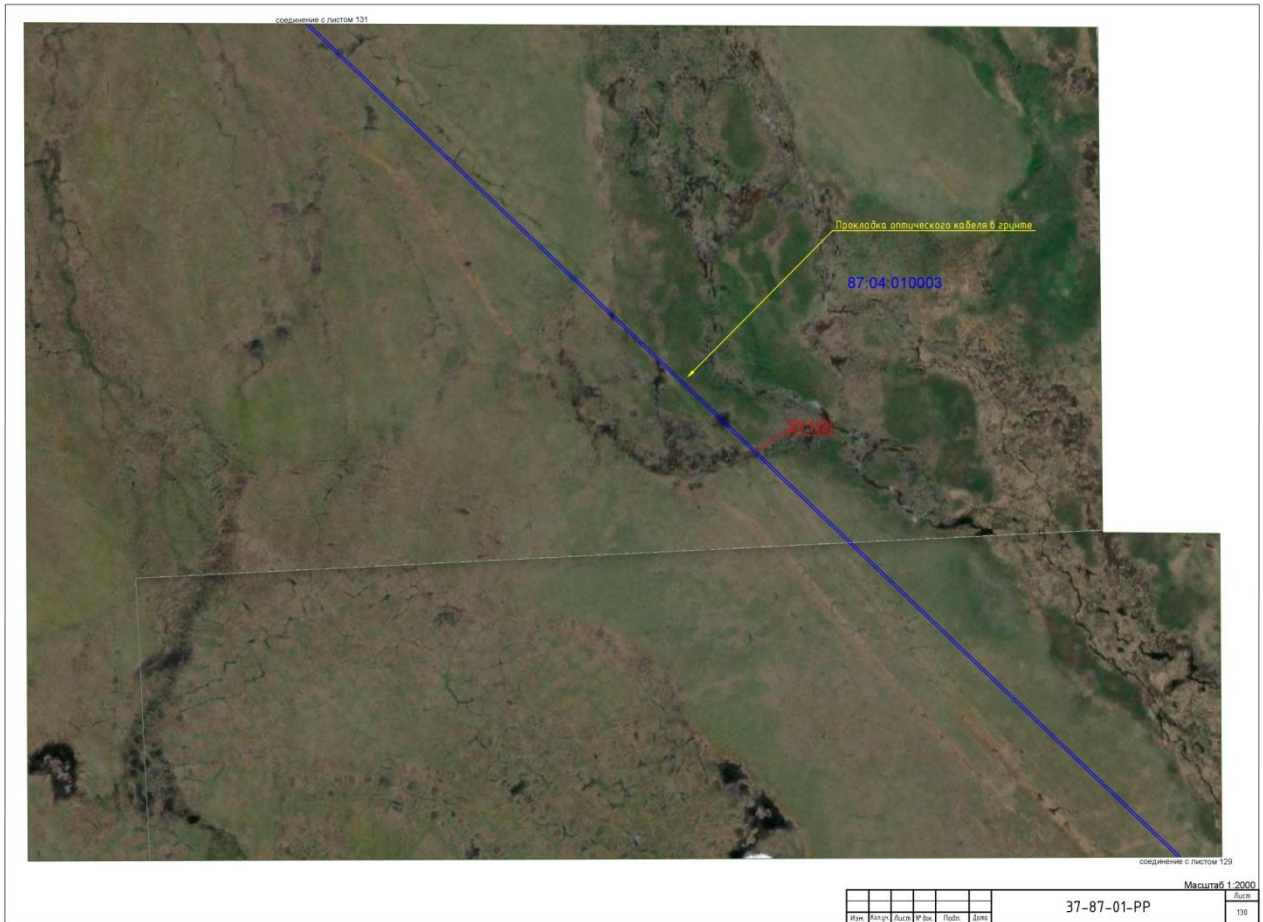 соединение с листом 131
Прокладка оптического кабеля в грунте
87:04:010003
соединение с листом 129
Масштаб 1:2000
37-87-01-РР
Лист
130
Изм. Кол.уч. Лист № док. Подп. Дата